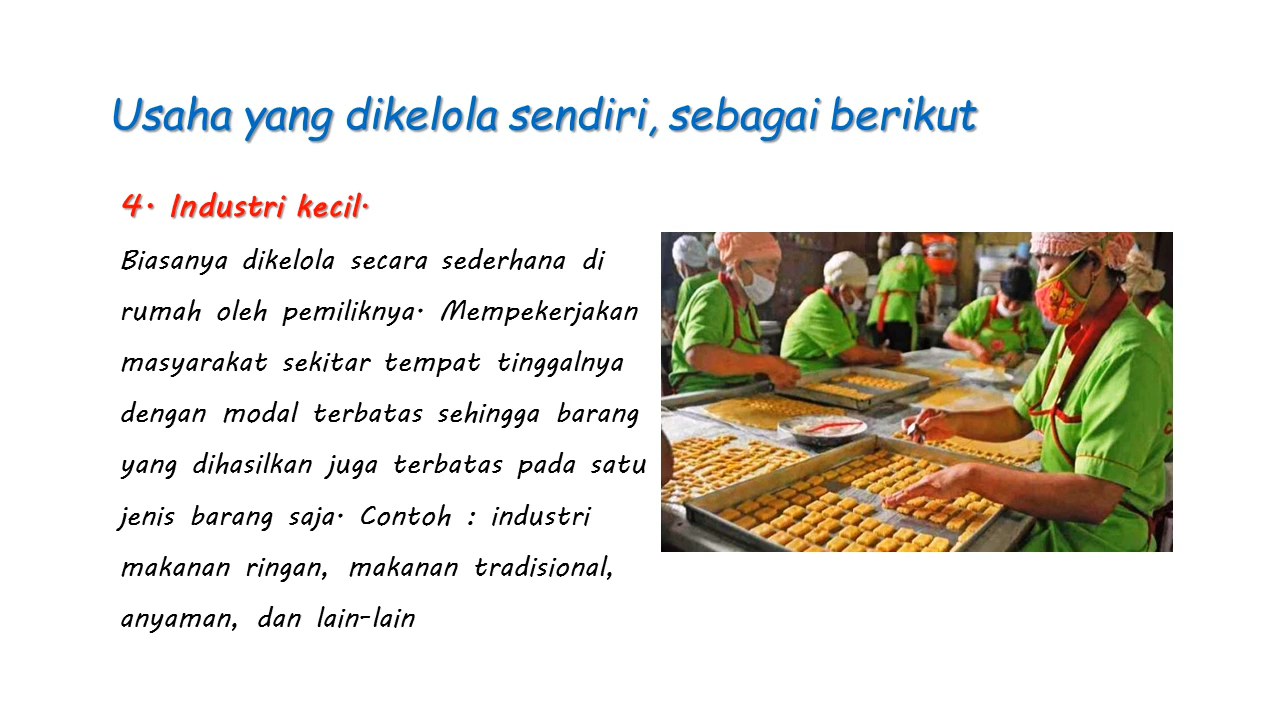 Usaha yang dikelola sendiri, sebagai berikut
4. Industri kecil.
Biasanya dikelola secara sederhana di
rumah oleh pemiliknya. Mempekerjakan
masyarakat sekitar tempat tinggalnya
dengan modal terbatas sehingga barang
yang dihasilkan juga terbatas pada satu
jenis barang saja. Contoh : industri
makanan ringan, makanan tradisional,
anyaman, dan lain-lain